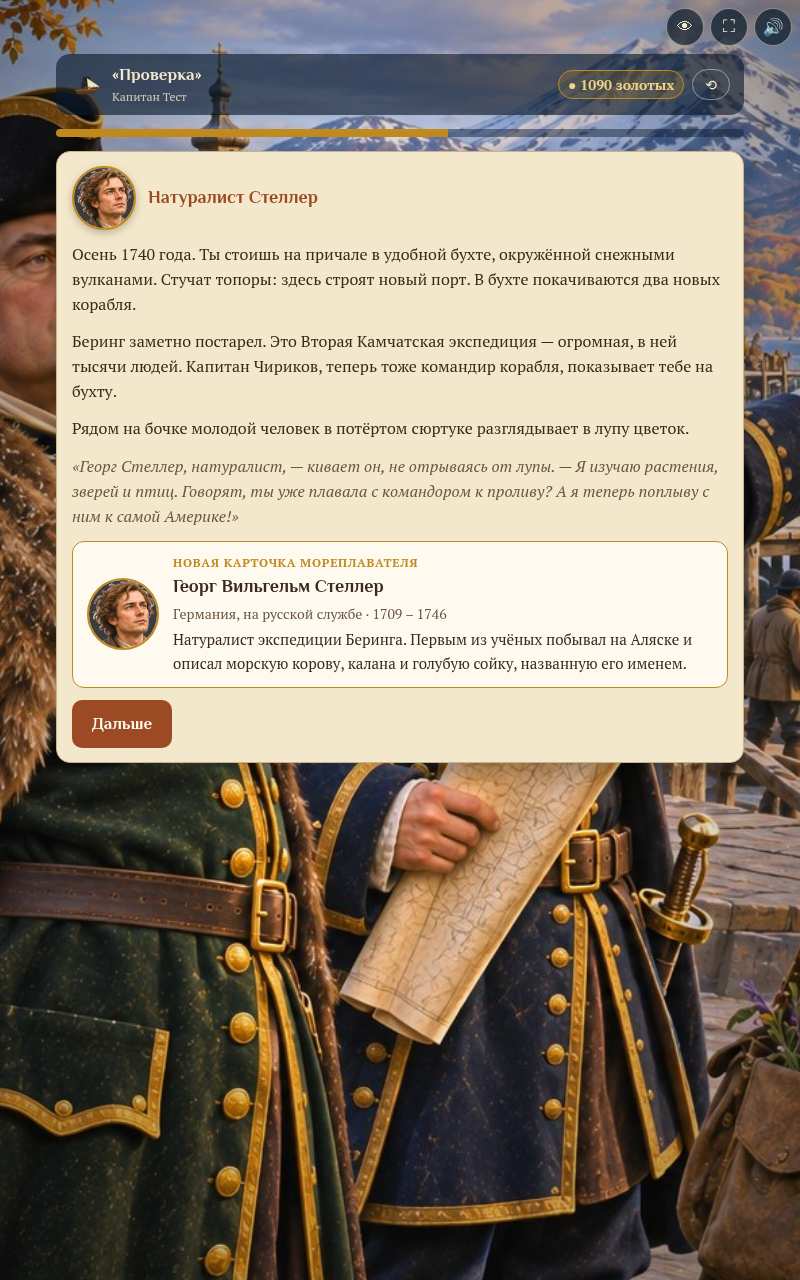 «Проверка»
Капитан Тест
● 1090 золотых
Натуралист Стеллер
Осень 1740 года. Ты стоишь на причале в удобной бухте, окружённой снежными
вулканами. Стучат топоры: здесь строят новый порт. В бухте покачиваются два новых
корабля.
Беринг заметно постарел. Это Вторая Камчатская экспедиция — огромная, в ней
тысячи людей. Капитан Чириков, теперь тоже командир корабля, показывает тебе на
бухту.
Рядом на бочке молодой человек в потёртом сюртуке разглядывает в лупу цветок.
«Георг Стеллер, натуралист, — кивает он, не отрываясь от лупы. — Я изучаю растения,
зверей и птиц. Говорят, ты уже плавала с командором к проливу? А я теперь поплыву с
ним к самой Америке!»
НОВАЯ КАРТОЧКА МОРЕПЛАВАТЕЛЯ
Георг Вильгельм Стеллер
Германия, на русской службе · 1709 – 1746
Натуралист экспедиции Беринга. Первым из учёных побывал на Аляске и
описал морскую корову, калана и голубую сойку, названную его именем.
Дальше